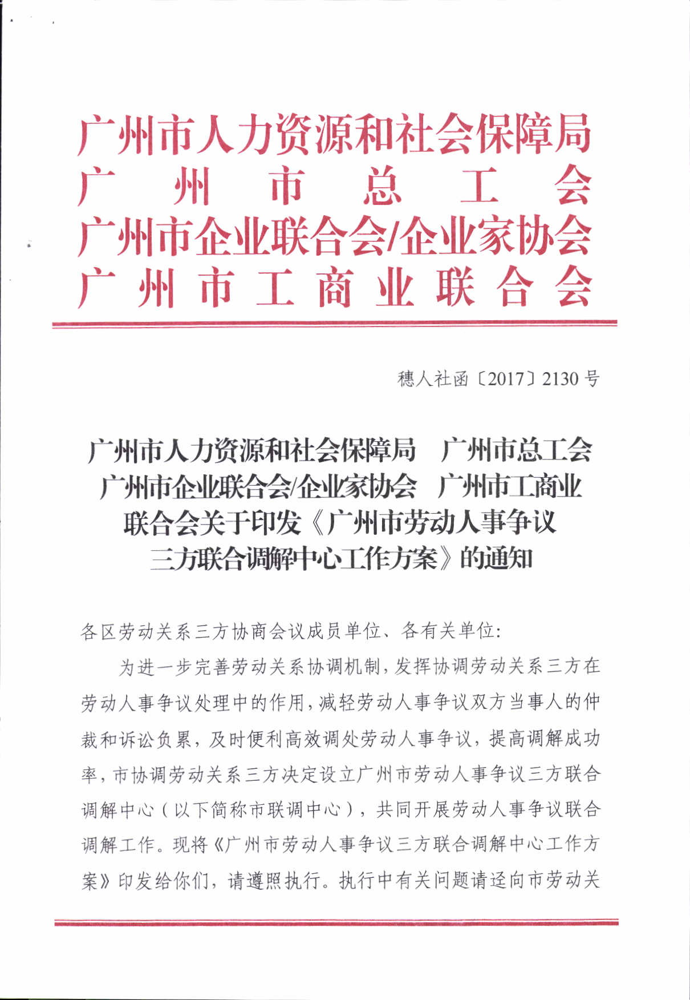 广州市人力资源和社会保障局
广州市总工会
广州市企业联合会/企业家协会
广州市工商业联合会
穗人社函〔2017〕2130号
广州市人力资源和社会保障局 广州市总工会
广州市企业联合会/企业家协会 广州市工商业
联合会关于印发《广州市劳动人事争议
三方联合调解中心工作方案》的通知
各区劳动关系三方协商会议成员单位、各有关单位:
为进一步完善劳动关系协调机制,发挥协调劳动关系三方在
劳动人事争议处理中的作用,减轻劳动人事争议双方当事人的仲
裁和诉讼负累,及时便利高效调处劳动人事争议,提高调解成功
率,市协调劳动关系三方决定设立广州市劳动人事争议三方联合
调解中心(以下简称市联调中心),共同开展劳动人事争议联合
调解工作。现将《广州市劳动人事争议三方联合调解中心工作方
案》印发给你们,请遵照执行。执行中有关问题请迳向市劳动关